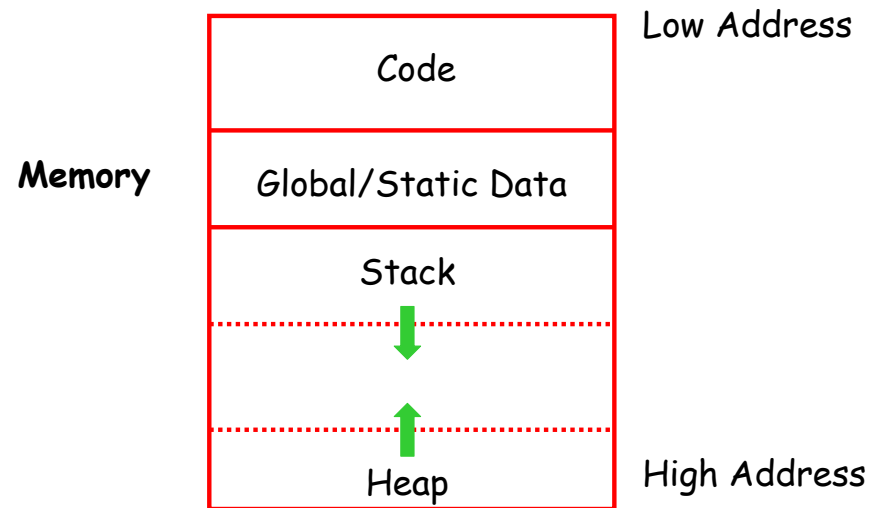 Low Address
Code
Memory
Global/Static Data
Stack
Heap
High Address